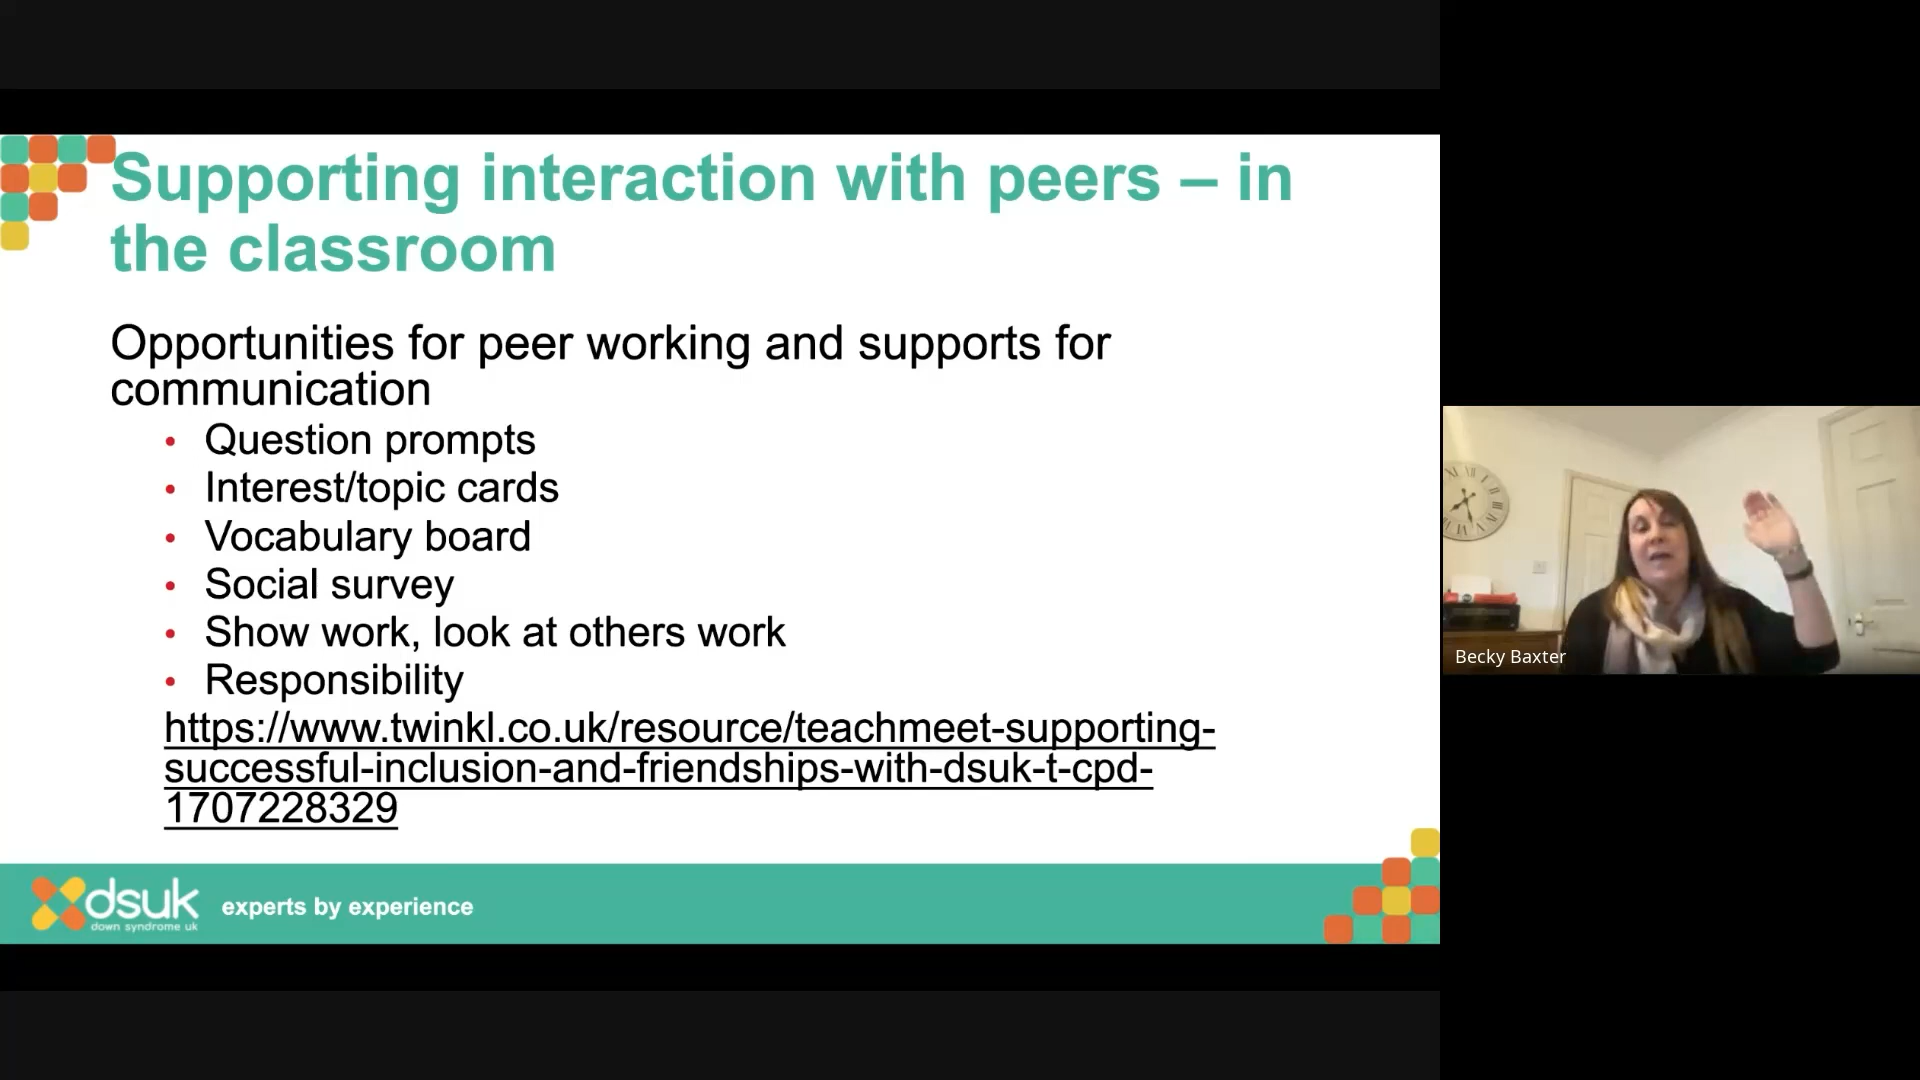 Supporting interaction with peers – in
the classroom
Opportunities for peer working and supports for
communication
• Question prompts
• Interest/topic cards
• Vocabulary board
• Social survey
• Show work, look at others work
• Responsibility
https://www.twinkl.co.uk/resource/teachmeet-supporting-
successful-inclusion-and-friendships-with-dsuk-t-cpd-
1707228329
dsuk
down syndrome uk
experts by experience
Becky Baxter